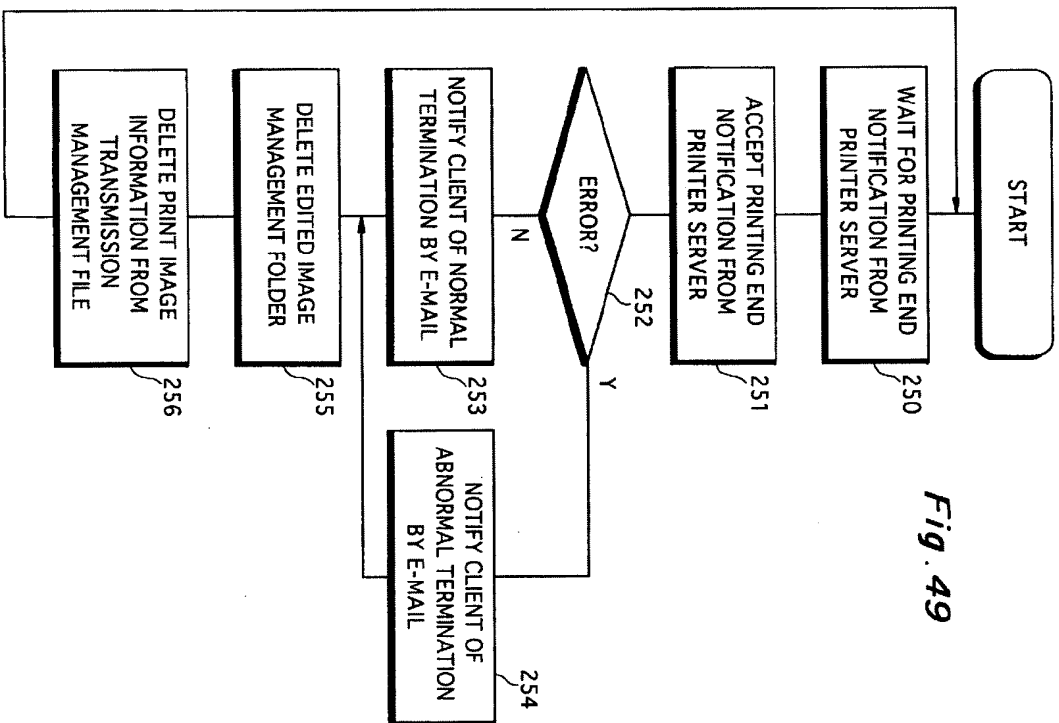 START
WAIT FOR PRINTING END
NOTIFICATION FROM
PRINTER SERVER
250
ACCEPT PRINTING END
NOTIFICATION FROM
PRINTER SERVER
251
ERROR?
252
Y
N
NOTIFY CLIENT OF NORMAL
TERMINATION BY E-MAIL
253
NOTIFY CLIENT OF
ABNORMAL TERMINATION
BY E-MAIL
254
DELETE EDITED IMAGE
MANAGEMENT FOLDER
255
DELETE PRINT IMAGE
INFORMATION FROM
TRANSMISSION
MANAGEMENT FILE
256
Fig. 49